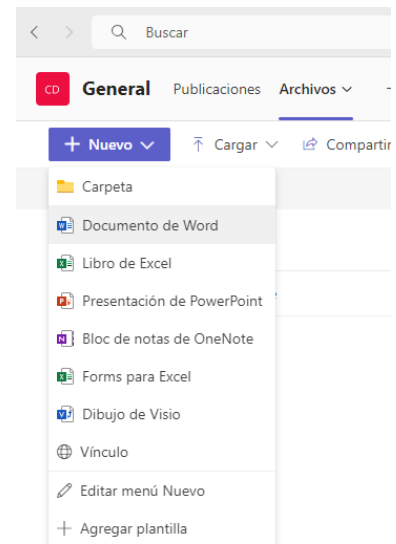 Buscar
CD General Publicaciones Archivos
Nuevo Cargar Compartir
Carpeta
Documento de Word
Libro de Excel
Presentación de PowerPoint
Bloc de notas de OneNote
Forms para Excel
Dibujo de Visio
Vínculo
Editar menú Nuevo
Agregar plantilla